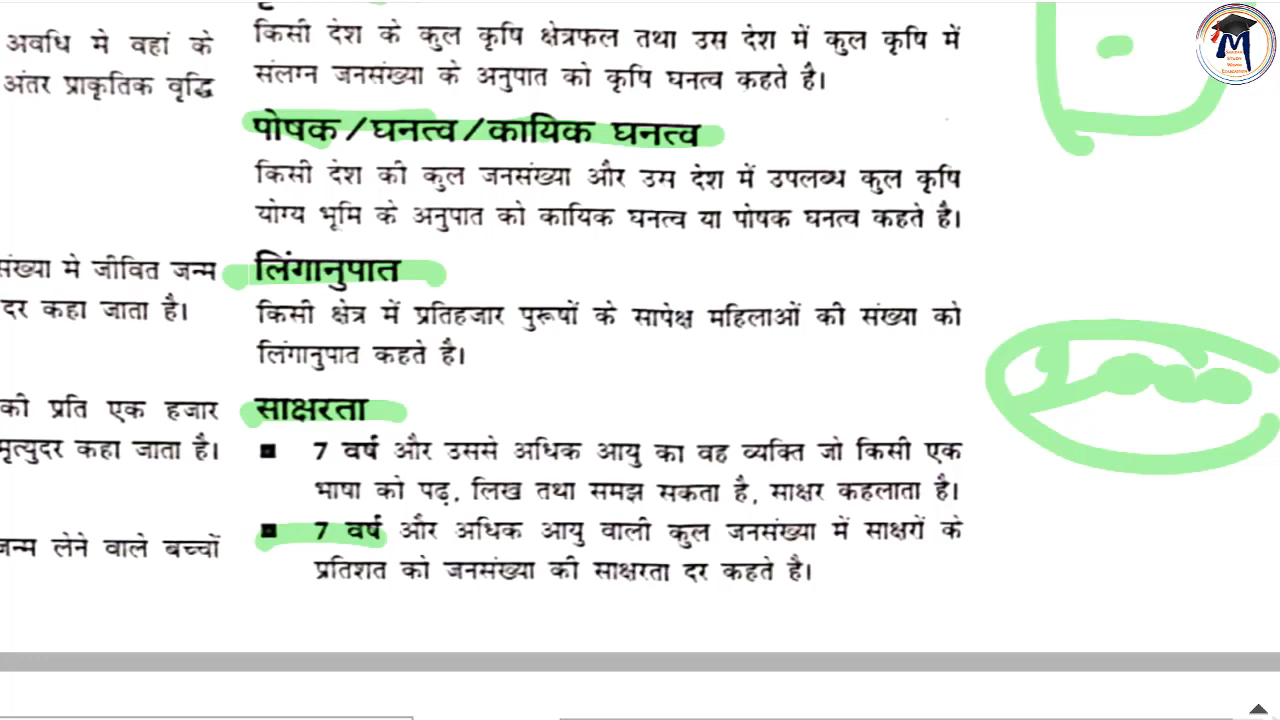 अवधि मे वहां के
अंतर प्राकृतिक वृद्धि
संख्या मे जीवित जन्म
दर कहा जाता है।
की प्रति एक हजार
मृत्युदर कहा जाता है।
जन्म लेने वाले बच्चों
किसी देश के कुल कृषि क्षेत्रफल तथा उस देश में कुल कृषि में
संलग्न जनसंख्या के अनुपात को कृषि घनत्व कहते है।
पोषक/घनत्व/कायिक घनत्व
किसी देश की कुल जनसंख्या और उस देश में उपलब्ध कुल कृषि
योग्य भूमि के अनुपात को कायिक घनत्व या पोषक घनत्व कहते है।
लिंगानुपात
किसी क्षेत्र में प्रतिहजार पुरूषों के सापेक्ष महिलाओं की संख्या को
लिंगानुपात कहते है।
साक्षरता
■ 7 वर्ष और उससे अधिक आयु का वह व्यक्ति जो किसी एक
भाषा को पढ़, लिख तथा समझ सकता है, साक्षर कहलाता है।
■ 7 वर्ष और अधिक आयु वाली कुल जनसंख्या में साक्षरों के
प्रतिशत को जनसंख्या की साक्षरता दर कहते है।
1000
M
STUDY
EDUCATION